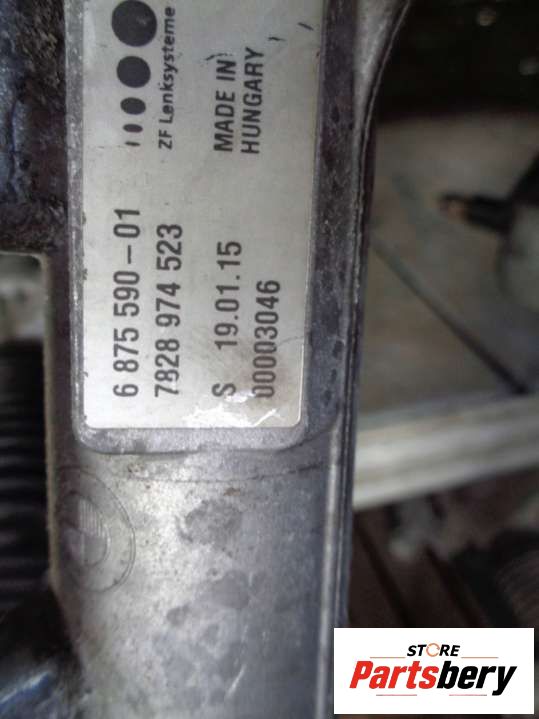 ZF Lenksysteme
MADE IN
HUNGARY
6 875 590-01
7828 974 523
S 19.01.15
00003046
STORE
Partsbery